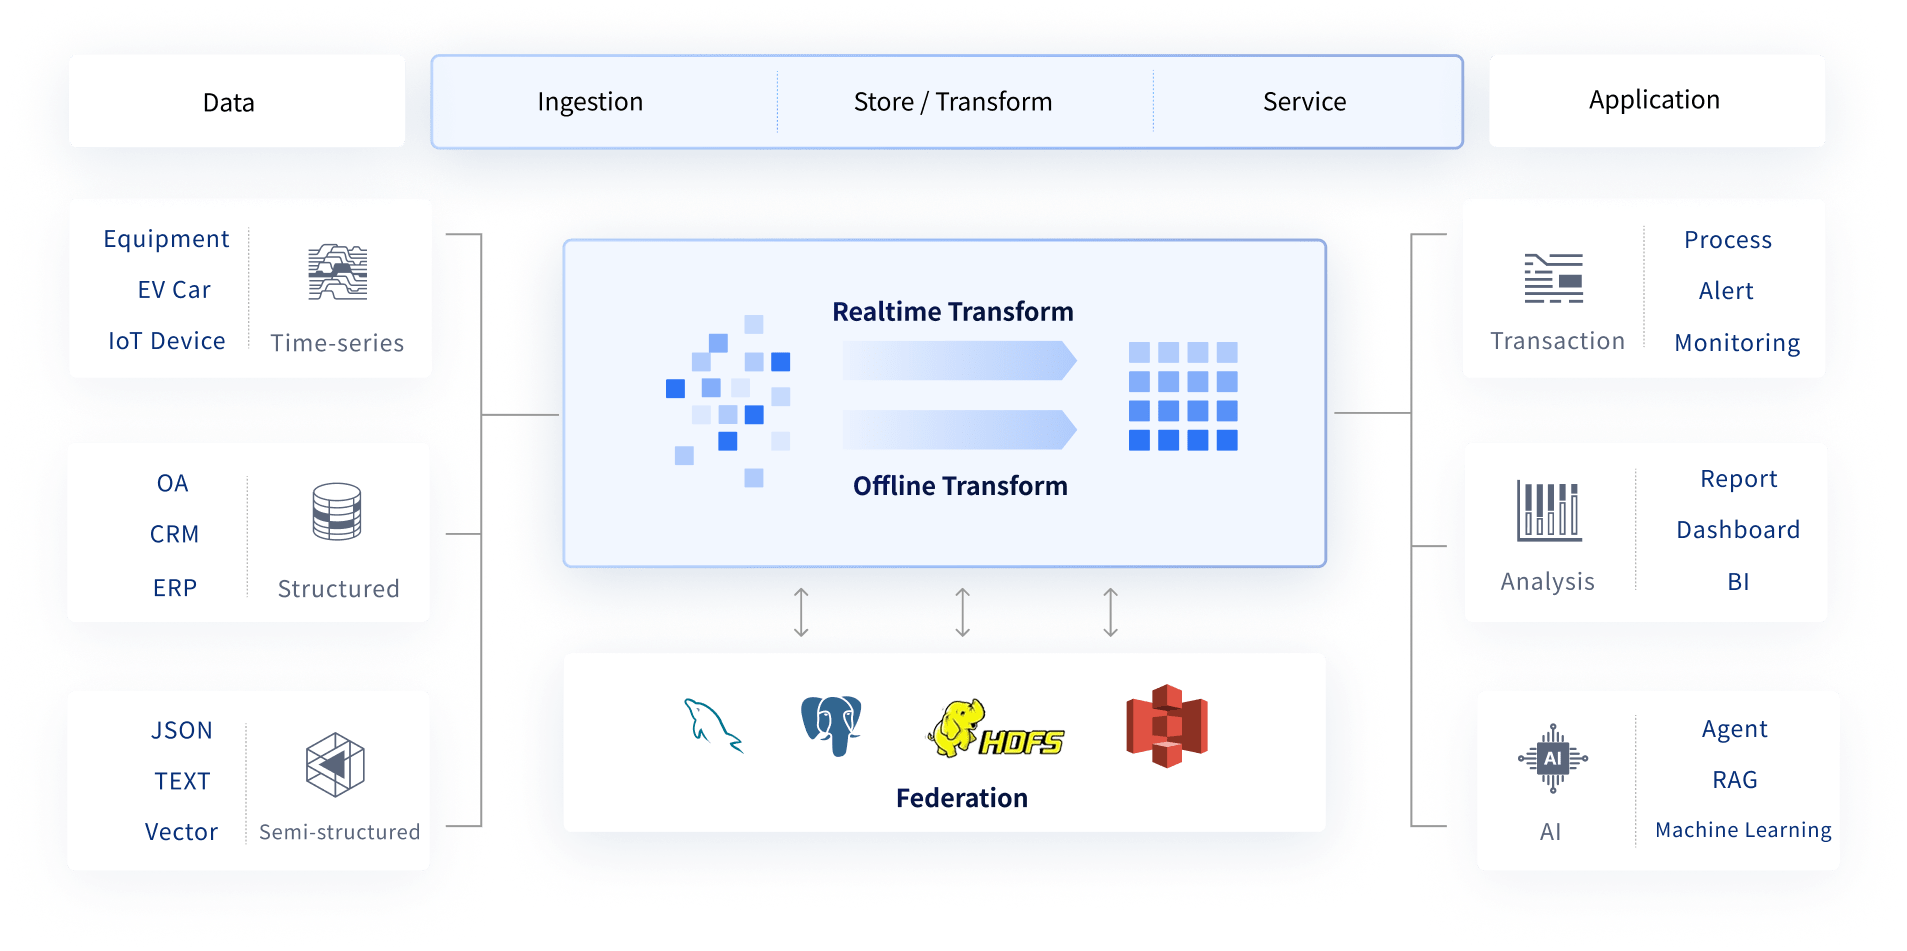 Data
Ingestion
Store / Transform
Service
Application
Equipment
EV Car
IoT Device
Time-series
OA
CRM
ERP
Structured
JSON
TEXT
Vector
Semi-structured
Realtime Transform
Offline Transform
HDFS
Federation
Transaction
Process
Alert
Monitoring
Analysis
Report
Dashboard
BI
AI
AI
Agent
RAG
Machine Learning